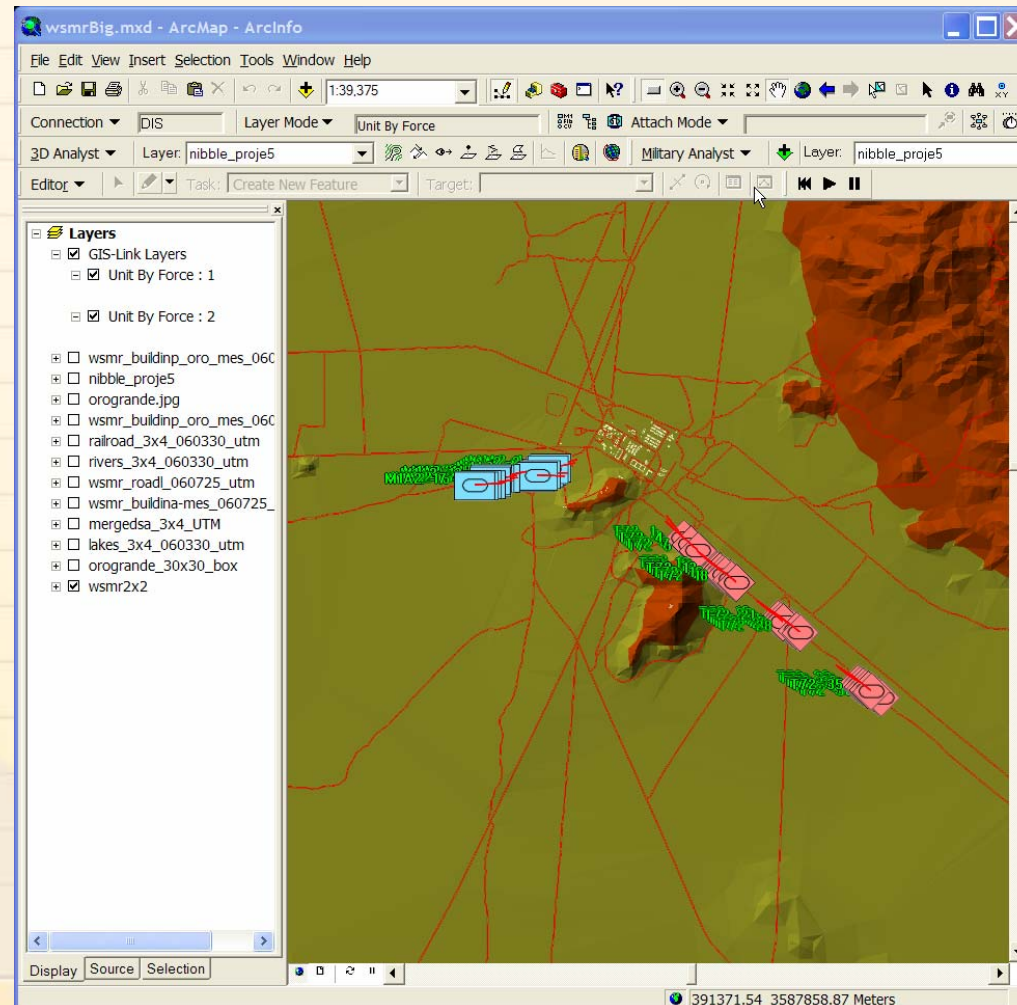 wsmrBig.mxd - ArcMap - ArcInfo
File Edit View Insert Selection Tools Window Help
1:39,375
Connection DIS Layer Mode Unit By Force Attach Mode
3D Analyst Layer: nibble_proje5 Military Analyst Layer: nibble_proje5
Editor Task: Create New Feature Target:
Layers
GIS-Link Layers
Unit By Force : 1
Unit By Force : 2
wsmr_buildinp_oro_mes_060
nibble_proje5
orogrande.jpg
wsmr_buildinp_oro_mes_060
railroad_3x4_060330_utm
rivers_3x4_060330_utm
wsmr_roadl_060725_utm
wsmr_buildina-mes_060725_
mergedsa_3x4_UTM
lakes_3x4_060330_utm
orogrande_30x30_box
wsmr2x2
Display Source Selection
391371.54 3587858.87 Meters